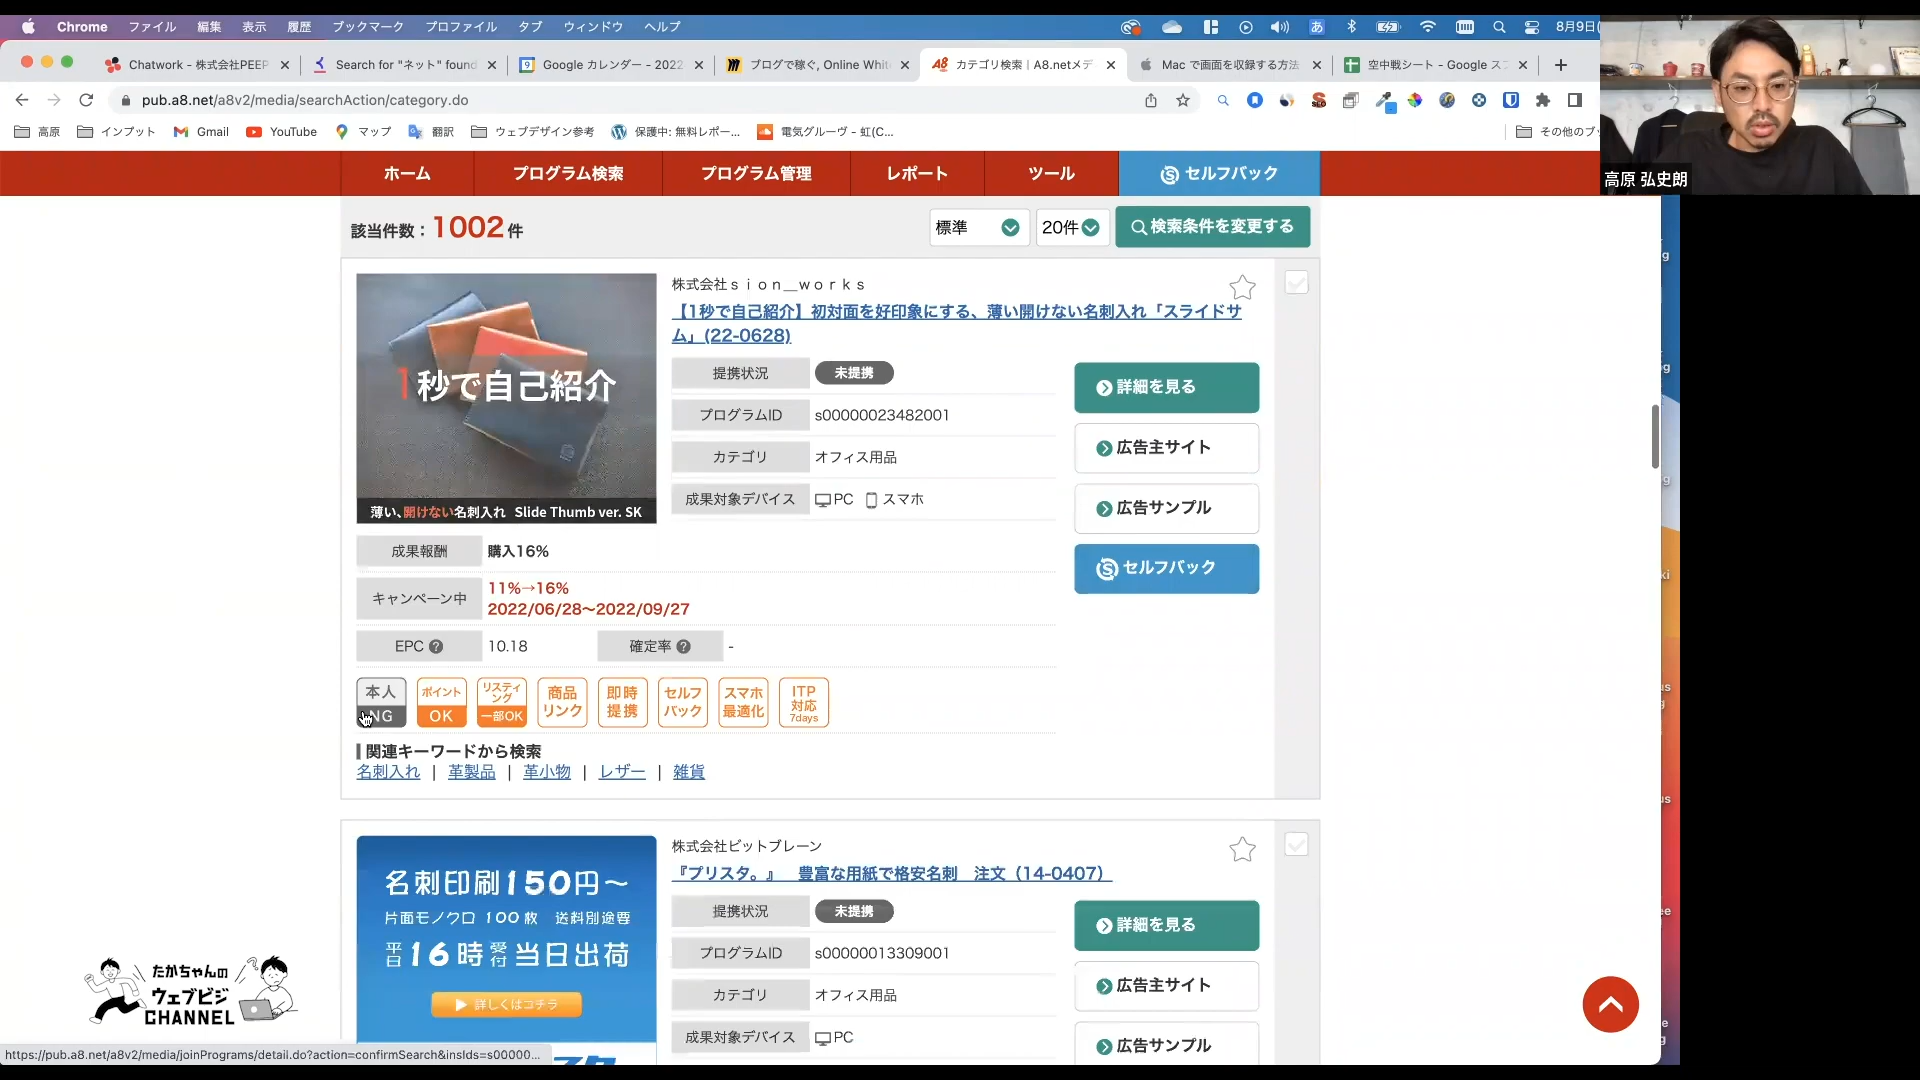 Chrome ファイル 編集 表示 履歴 ブックマーク プロファイル タブ ウィンドウ ヘルプ あ 8月9日(
Chatwork - 株式会社PEEP
Search for "ネット" found
Google カレンダー - 2022
ブログで稼ぐ, Online Whit
カテゴリ検索｜A8.netメデ
Mac で画面を収録する方法
空中戦シート - Google ス
pub.a8.net/a8v2/media/searchAction/category.do
高原 インプット Gmail YouTube マップ 翻訳 ウェブデザイン参考 保護中: 無料レポー... 電気グルーヴ - 虹(C... その他のブッ
高原 弘史朗
ホーム プログラム検索 プログラム管理 レポート ツール セルフバック
該当件数：1002 件 標準 20件 検索条件を変更する
株式会社ｓｉｏｎ＿ｗｏｒｋｓ
【1秒で自己紹介】初対面を好印象にする、薄い開けない名刺入れ「スライドサ
ム」(22-0628)
1秒で自己紹介
薄い、開けない名刺入れ Slide Thumb ver. SK
提携状況 未提携
プログラムID s00000023482001
カテゴリ オフィス用品
成果対象デバイス PC スマホ
詳細を見る
広告主サイト
広告サンプル
セルフバック
成果報酬 購入16%
キャンペーン中 11%→16%
2022/06/28～2022/09/27
EPC ? 10.18 確定率 ? -
本人 NG
ポイント OK
リスティング 一部OK
商品リンク
即時提携
セルフバック
スマホ最適化
ITP対応 7days
関連キーワードから検索
名刺入れ | 革製品 | 革小物 | レザー | 雑貨
株式会社ビットブレーン
『プリスタ。』 豊富な用紙で格安名刺 注文（14-0407）
名刺印刷150円～
片面モノクロ 100枚 送料別途要
平日16時受付当日出荷
詳しくはコチラ
提携状況 未提携
プログラムID s00000013309001
カテゴリ オフィス用品
成果対象デバイス PC
詳細を見る
広告主サイト
広告サンプル
たかちゃんの
ウェブビジ
CHANNEL
https://pub.a8.net/a8v2/media/joinPrograms/detail.do?action=confirmSearch&insIds=s00000...